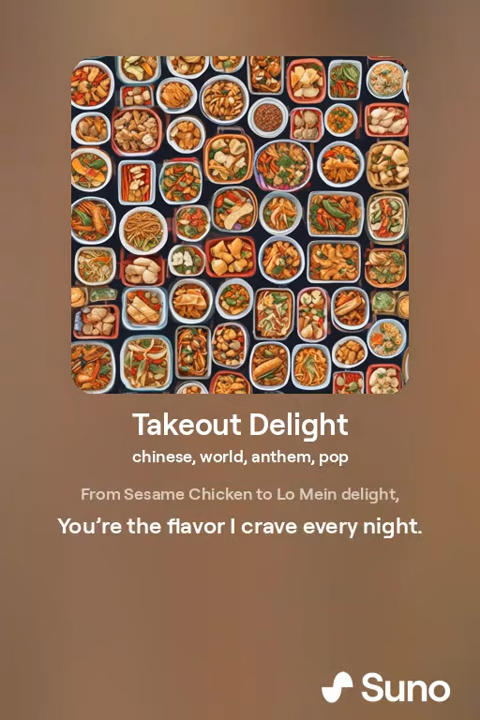 Takeout Delight
chinese, world, anthem, pop
From Sesame Chicken to Lo Mein delight,
You're the flavor I crave every night.
Suno